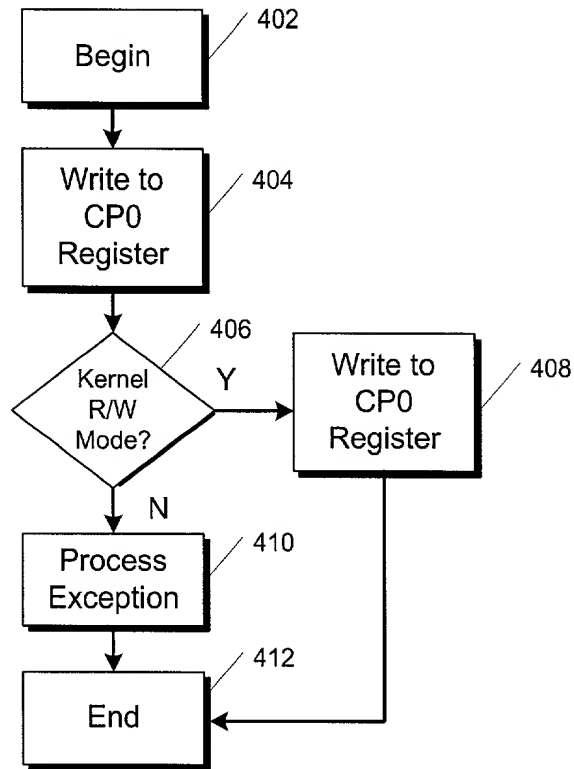 402
Begin
Write to
CP0
Register
404
406
Kernel
R/W
Mode?
Y
Write to
CP0
Register
408
N
Process
Exception
410
412
End